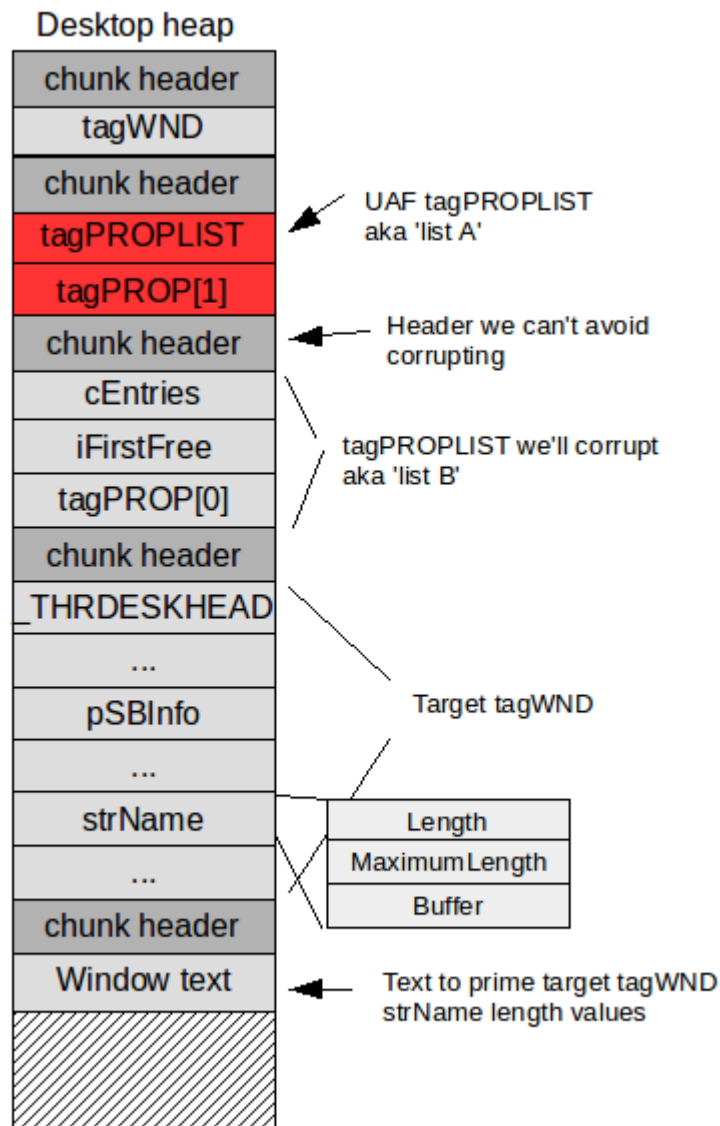 Desktop heap
chunk header
tagWND
chunk header
tagPROPLIST
UAF tagPROPLIST
aka 'list A'
tagPROP[1]
chunk header
Header we can't avoid
corrupting
cEntries
iFirstFree
tagPROPLIST we'll corrupt
aka 'list B'
tagPROP[0]
chunk header
_THRDESKHEAD
...
pSBInfo
Target tagWND
...
strName
Length
MaximumLength
Buffer
...
chunk header
Window text
Text to prime target tagWND
strName length values